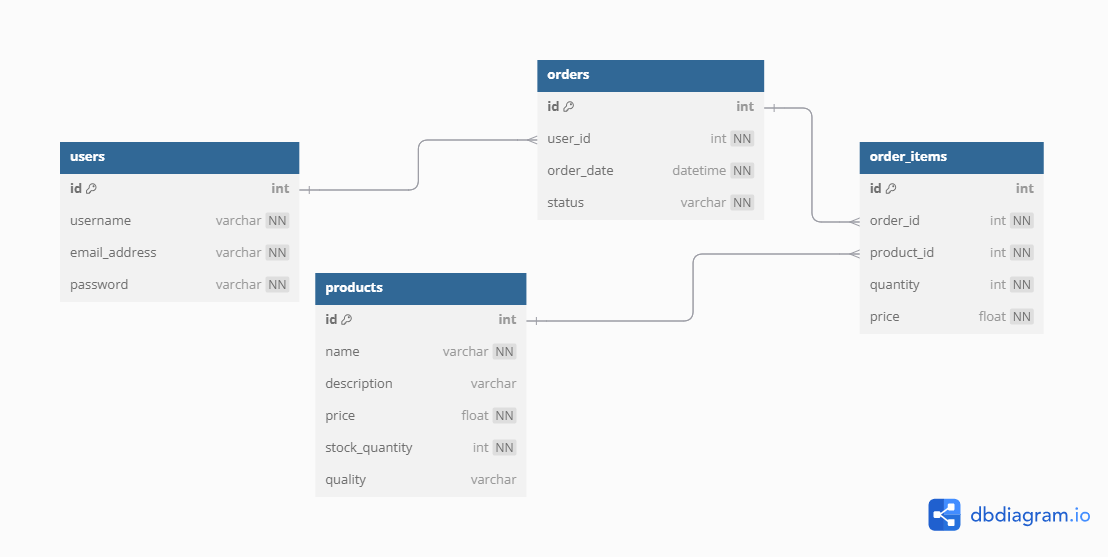 users
id int
username varchar NN
email_address varchar NN
password varchar NN
products
id int
name varchar NN
description varchar
price float NN
stock_quantity int NN
quality varchar
orders
id int
user_id int NN
order_date datetime NN
status varchar NN
order_items
id int
order_id int NN
product_id int NN
quantity int NN
price float NN
dbdiagram.io